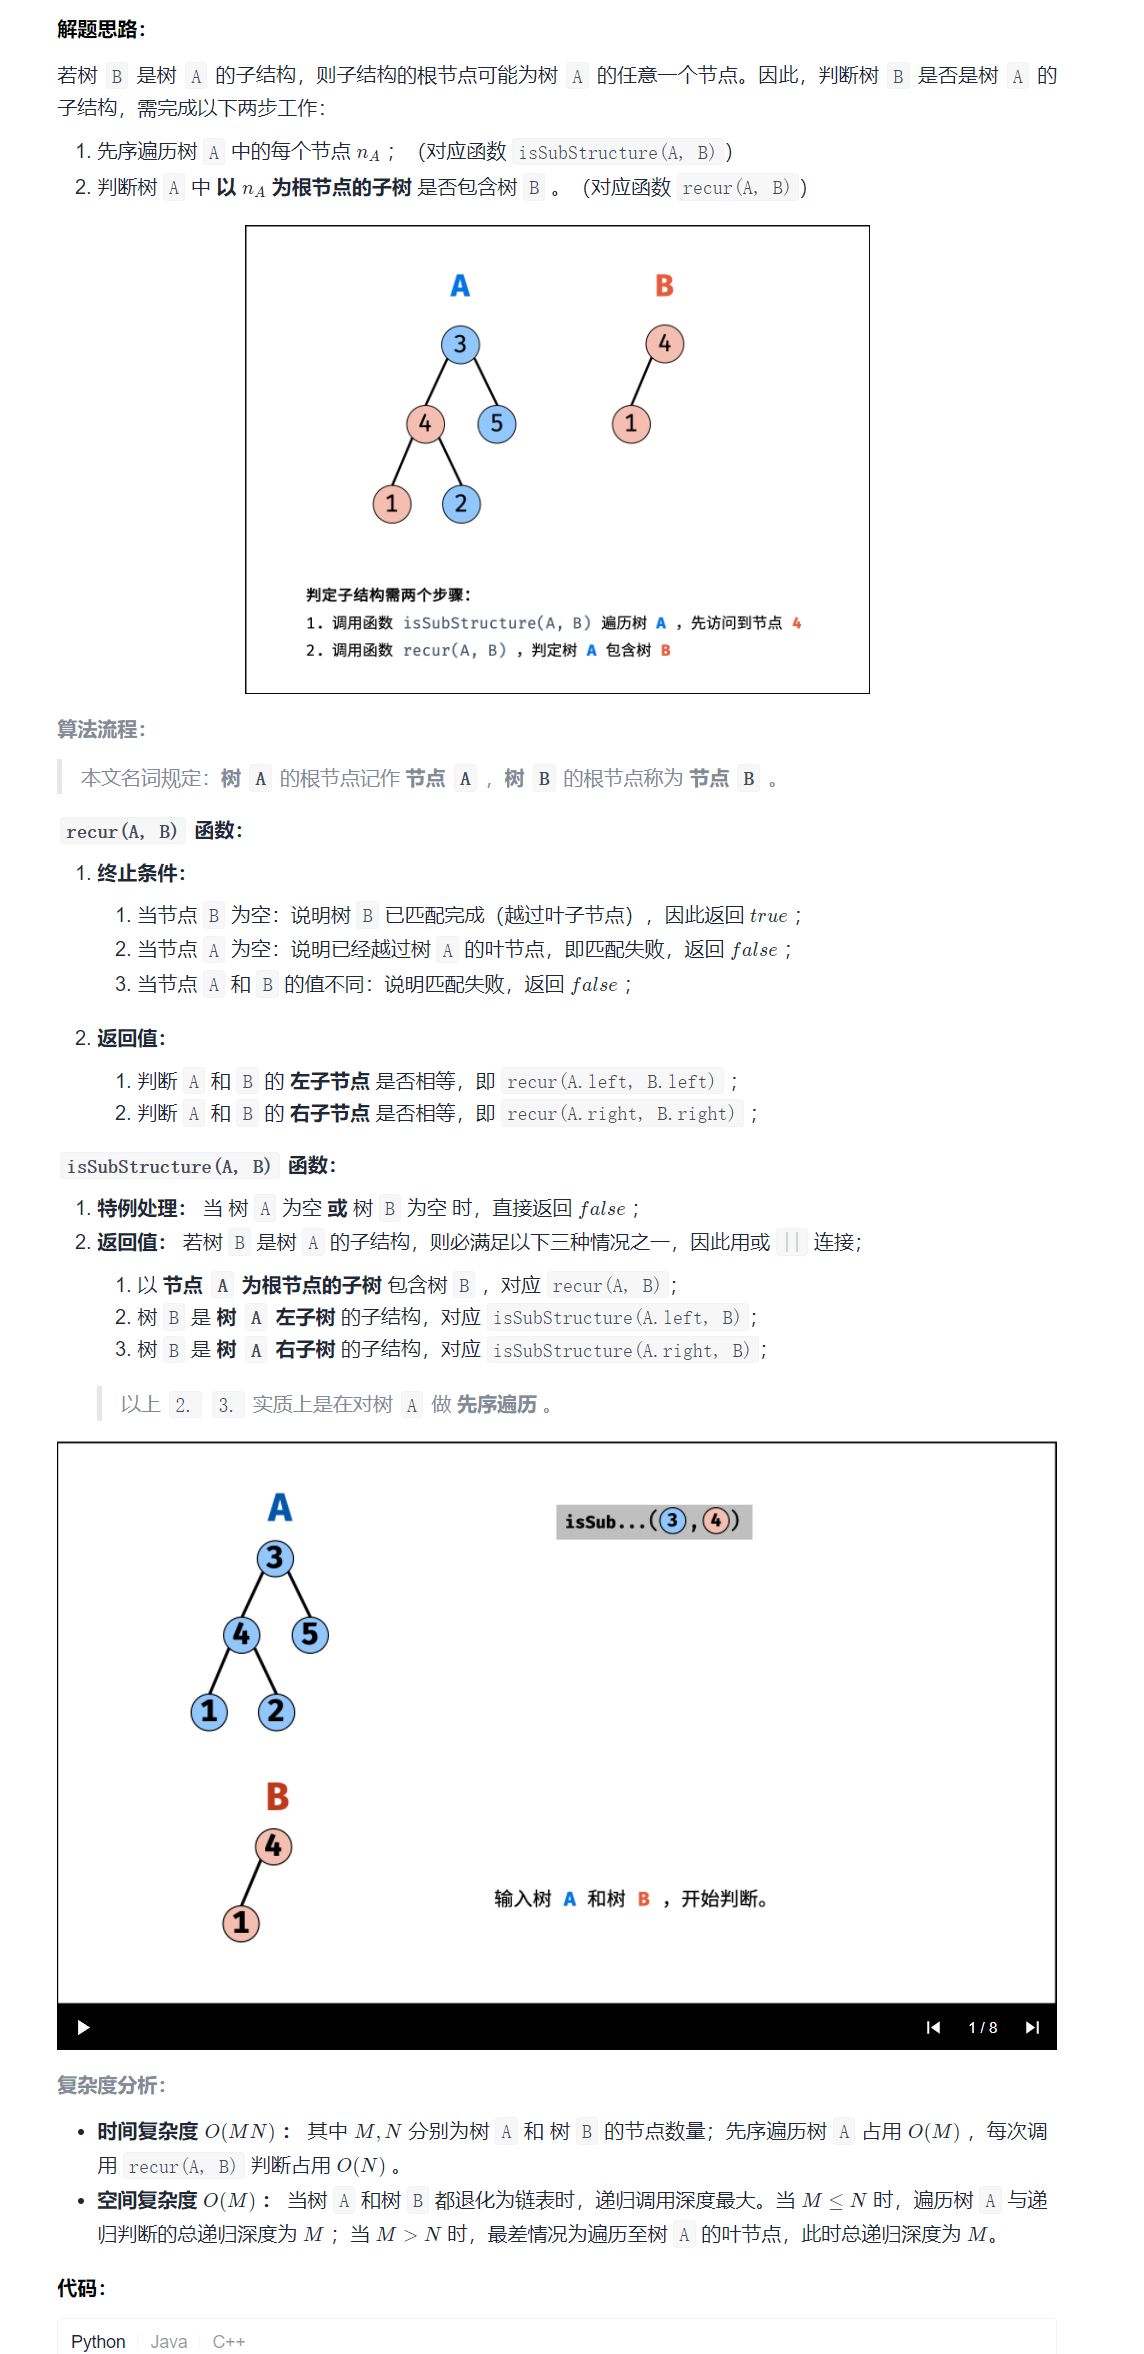 解题思路：
若树 B 是树 A 的子结构，则子结构的根节点可能为树 A 的任意一个节点。因此，判断树 B 是否是树 A 的
子结构，需完成以下两步工作：
1. 先序遍历树 A 中的每个节点 n_A ；（对应函数 isSubStructure(A, B)）
2. 判断树 A 中 以 n_A 为根节点的子树 是否包含树 B 。（对应函数 recur(A, B)）
A B
3 4
4 5 1
1 2
判定子结构需两个步骤：
1. 调用函数 isSubStructure(A, B) 遍历树 A ，先访问到节点 4
2. 调用函数 recur(A, B) ，判定树 A 包含树 B
算法流程：
本文名词规定：树 A 的根节点记作 节点 A ，树 B 的根节点称为 节点 B 。
recur(A, B) 函数：
1. 终止条件：
1. 当节点 B 为空：说明树 B 已匹配完成（越过叶子节点），因此返回 true ；
2. 当节点 A 为空：说明已经越过树 A 的叶节点，即匹配失败，返回 false ；
3. 当节点 A 和 B 的值不同：说明匹配失败，返回 false ；
2. 返回值：
1. 判断 A 和 B 的 左子节点 是否相等，即 recur(A.left, B.left) ；
2. 判断 A 和 B 的 右子节点 是否相等，即 recur(A.right, B.right) ；
isSubStructure(A, B) 函数：
1. 特例处理： 当 树 A 为空 或 树 B 为空 时，直接返回 false ；
2. 返回值： 若树 B 是树 A 的子结构，则必满足以下三种情况之一，因此用或 || 连接；
1. 以 节点 A 为根节点的子树 包含树 B ，对应 recur(A, B)；
2. 树 B 是 树 A 左子树 的子结构，对应 isSubStructure(A.left, B)；
3. 树 B 是 树 A 右子树 的子结构，对应 isSubStructure(A.right, B)；
以上 2. 3. 实质上是在对树 A 做 先序遍历 。
A
isSub...(3,4)
3
4 5
1 2
B
4
输入树 A 和树 B ，开始判断。
1
1 / 8
复杂度分析：
• 时间复杂度 O(MN)： 其中 M,N 分别为树 A 和 树 B 的节点数量；先序遍历树 A 占用 O(M) ，每次调
用 recur(A, B) 判断占用 O(N) 。
• 空间复杂度 O(M)： 当树 A 和树 B 都退化为链表时，递归调用深度最大。当 M ≤ N 时，遍历树 A 与递
归判断的总递归深度为 M ；当 M > N 时，最差情况为遍历至树 A 的叶节点，此时总递归深度为 M。
代码：
Python Java C++